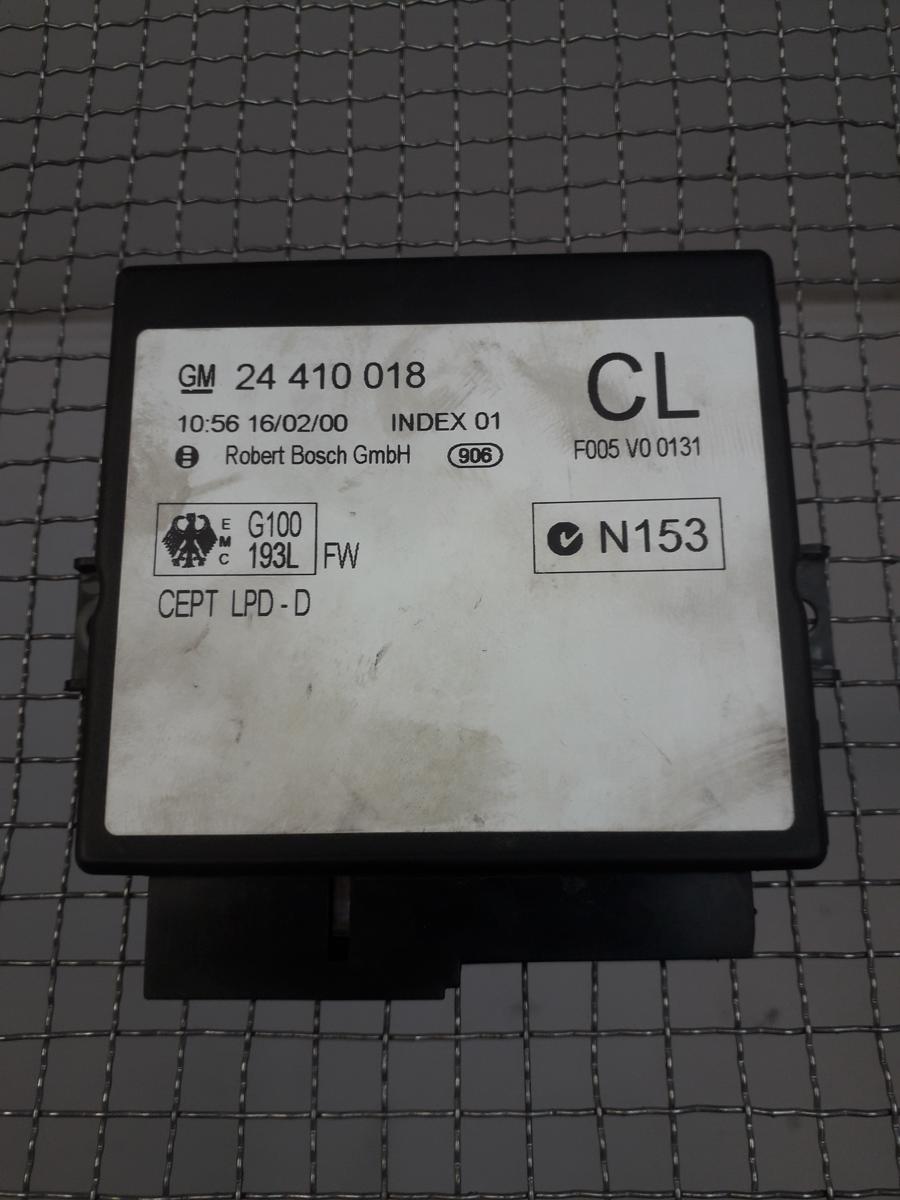 GM 24 410 018
CL
10:56 16/02/00 INDEX 01
F005 V0 0131
Robert Bosch GmbH 906
EMC G100 193L FW
N153
CEPT LPD - D